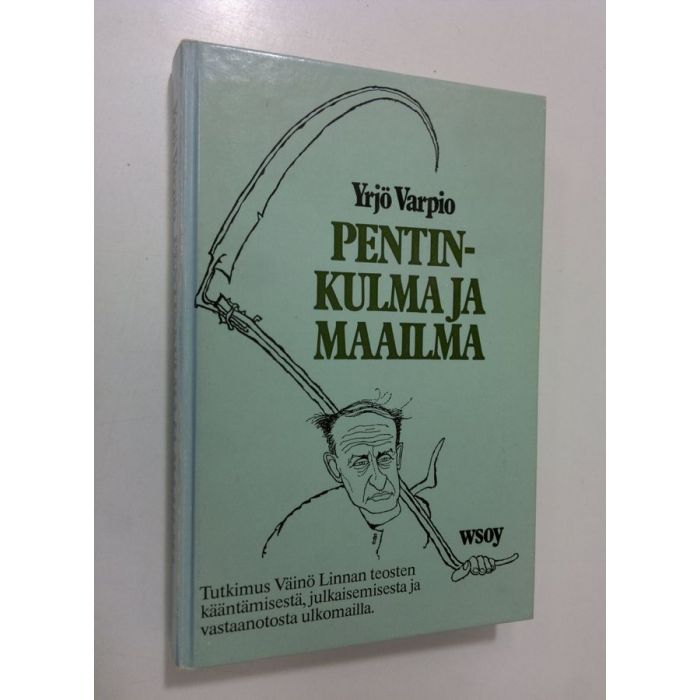 Yrjö Varpio
PENTIN-
KULMA JA
MAAILMA
wsoy
Tutkimus Väinö Linnan teosten
kääntämisestä, julkaisemisesta ja
vastaanotosta ulkomailla.